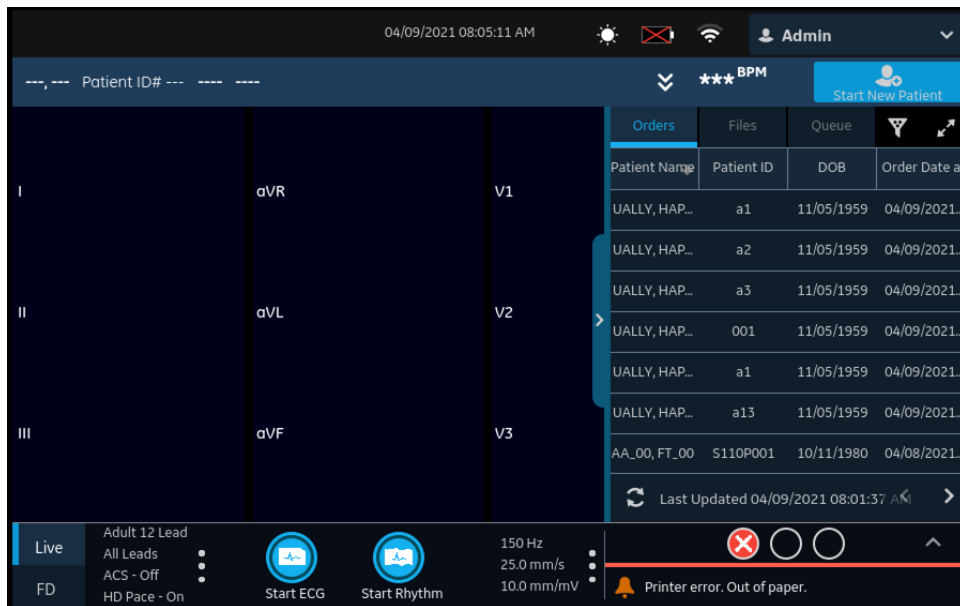 04/09/2021 08:05:11 AM
Admin
---, --- Patient ID# --- ---- ----
*** BPM
Start New Patient
Orders Files Queue
Patient Name Patient ID DOB Order Date a
I aVR V1
UALLY, HAP... a1 11/05/1959 04/09/2021..
UALLY, HAP... a2 11/05/1959 04/09/2021..
UALLY, HAP... a3 11/05/1959 04/09/2021..
II aVL V2
UALLY, HAP... 001 11/05/1959 04/09/2021..
UALLY, HAP... a1 11/05/1959 04/09/2021..
UALLY, HAP... a13 11/05/1959 04/09/2021..
III aVF V3
AA_00, FT_00 S110P001 10/11/1980 04/08/2021..
Last Updated 04/09/2021 08:01:37 AM
Live
FD
Adult 12 Lead
All Leads
ACS - Off
HD Pace - On
Start ECG
Start Rhythm
150 Hz
25.0 mm/s
10.0 mm/mV
Printer error. Out of paper.